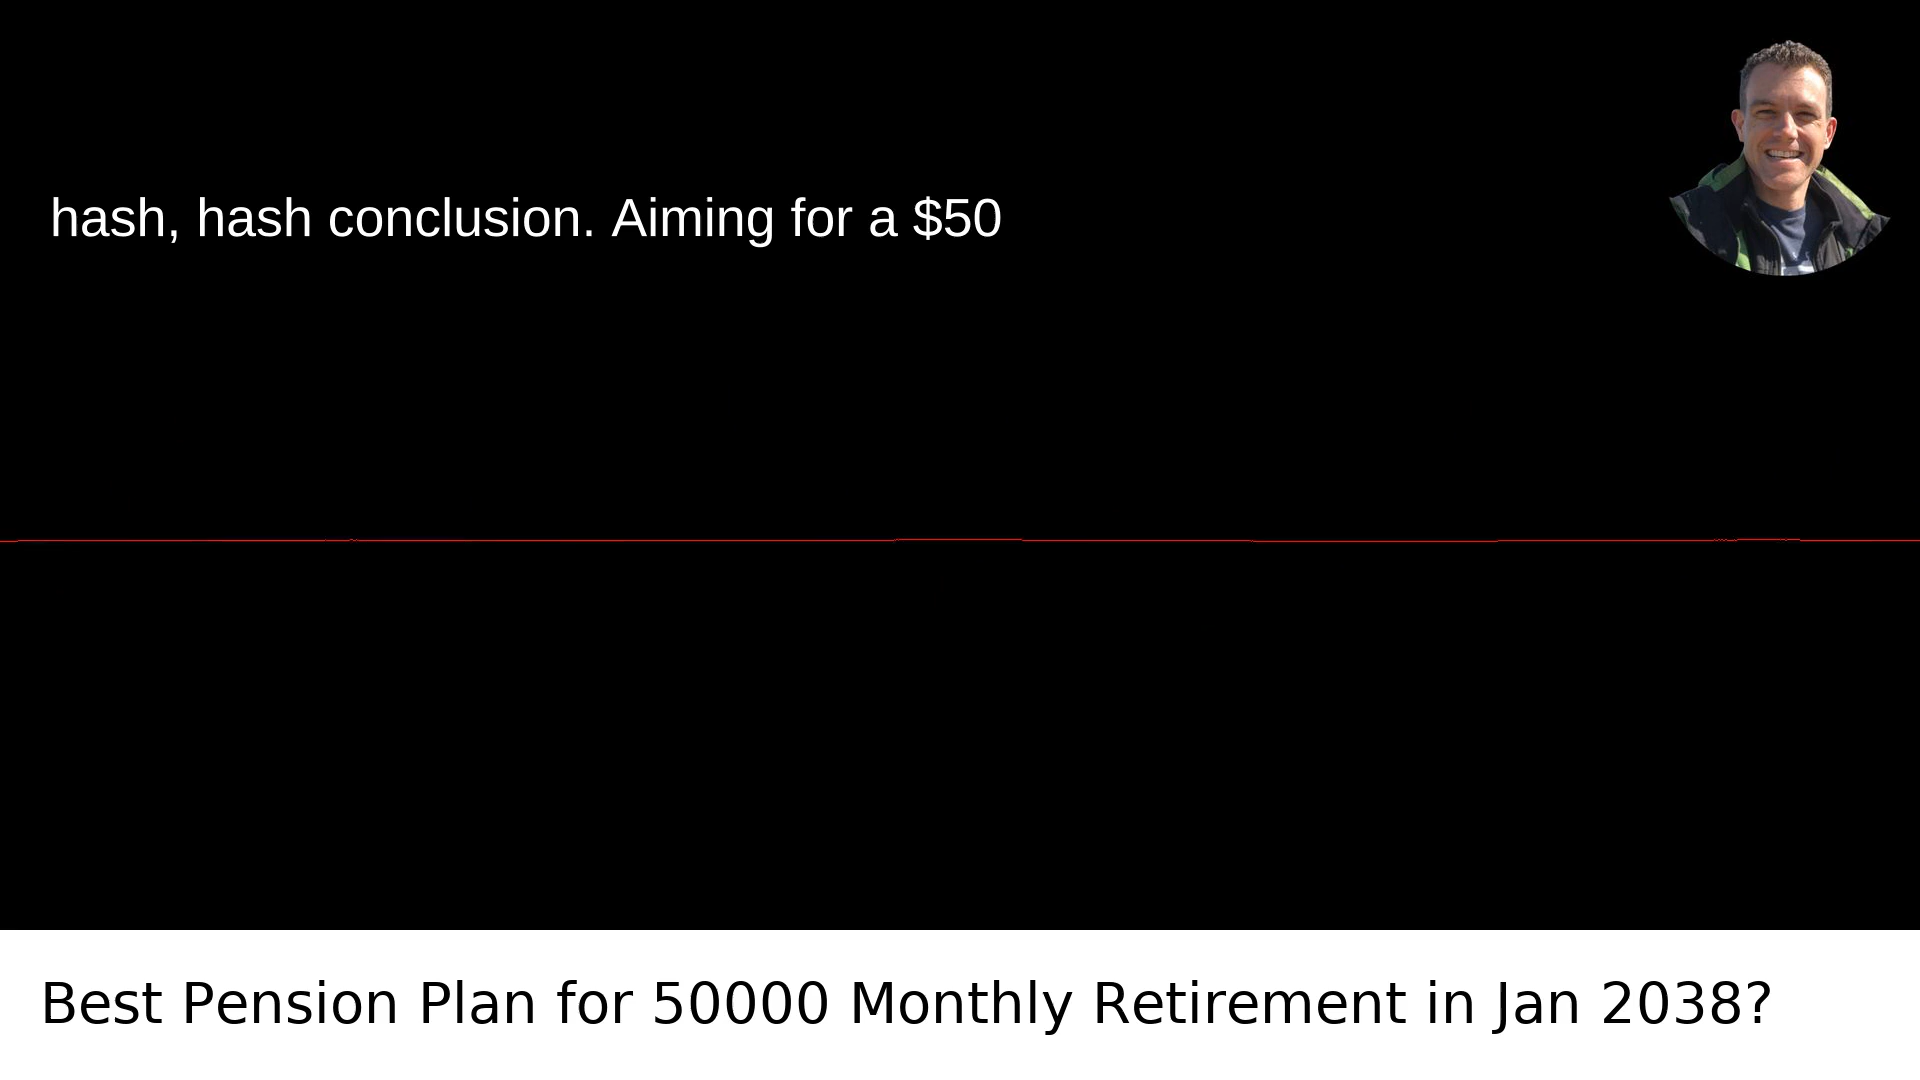 hash, hash conclusion. Aiming for a $50
Best Pension Plan for 50000 Monthly Retirement in Jan 2038?